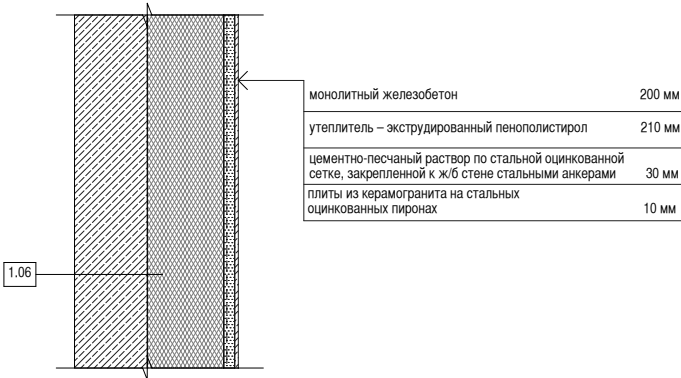 монолитный железобетон 200 мм
утеплитель – экструдированный пенополистирол 210 мм
цементно-песчаный раствор по стальной оцинкованной
сетке, закрепленной к ж/б стене стальными анкерами 30 мм
плиты из керамогранита на стальных
оцинкованных пиронах 10 мм
1.06